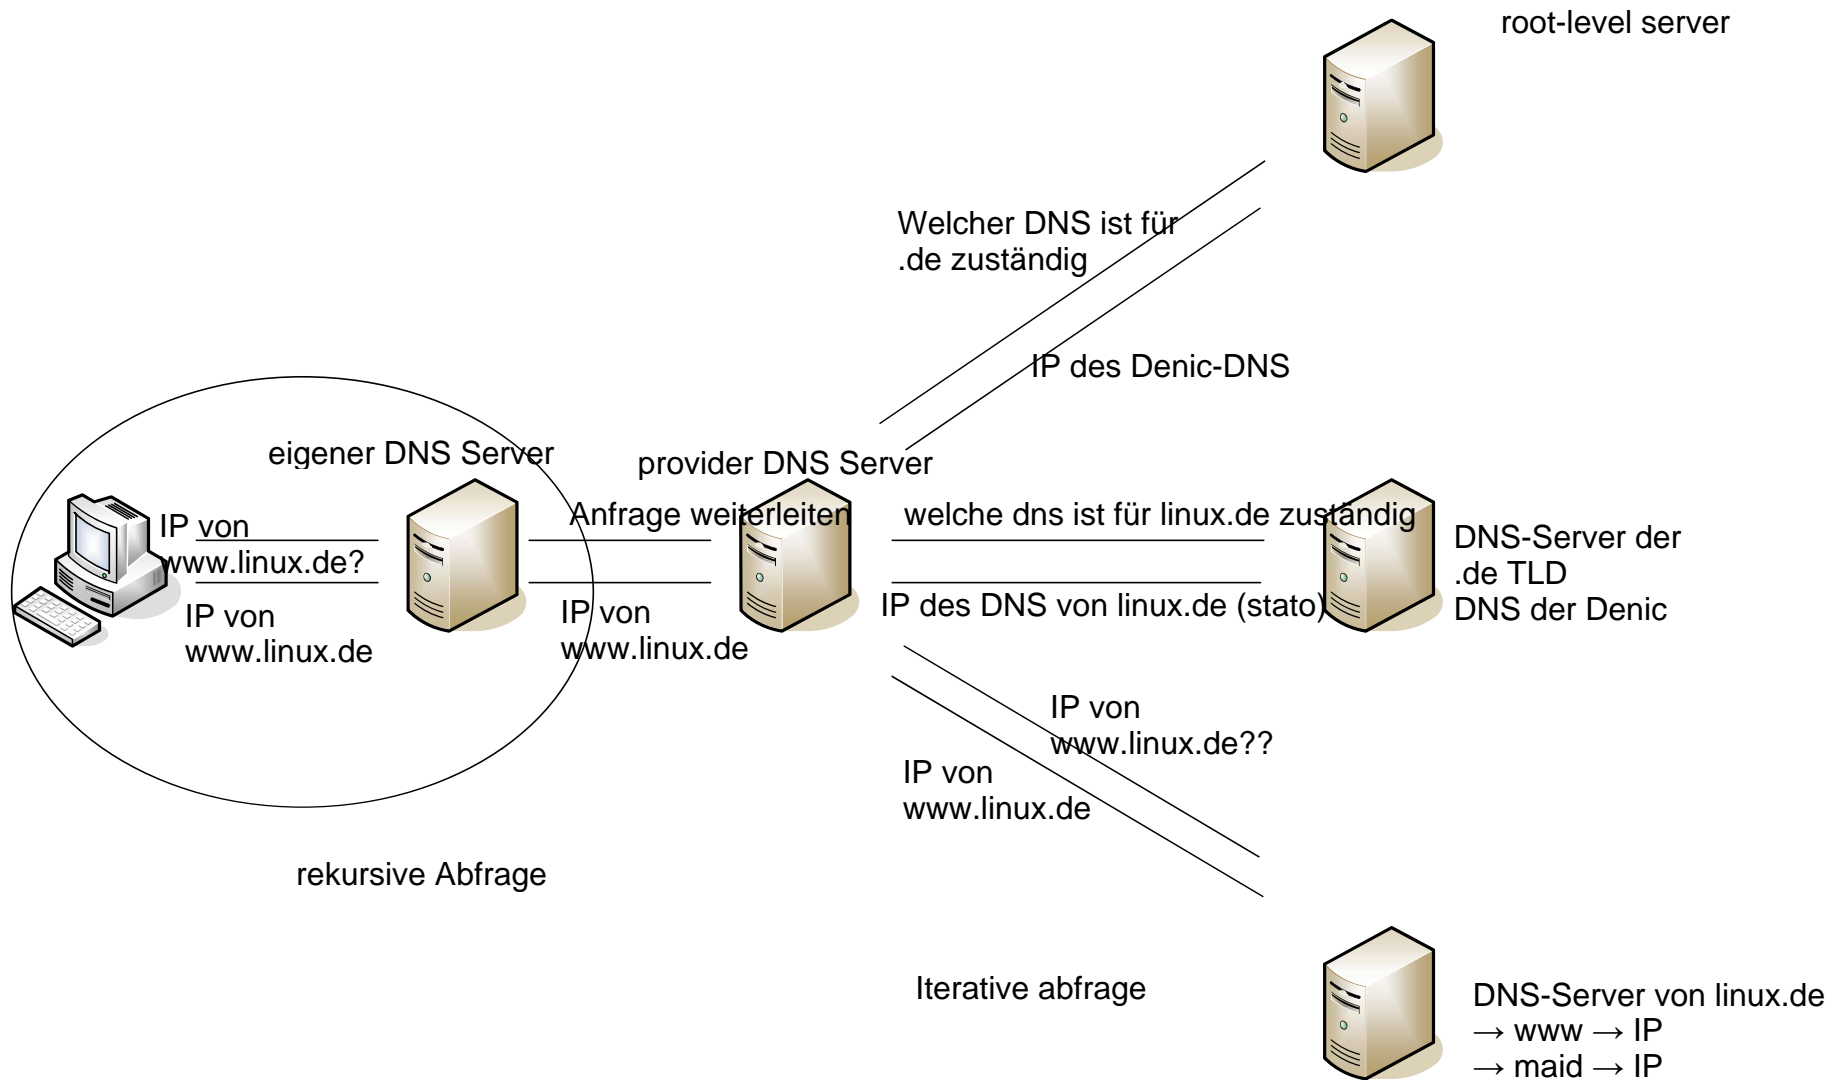 root-level server
Welcher DNS ist für
.de zuständig
IP des Denic-DNS
eigener DNS Server
provider DNS Server
IP von
www.linux.de?
Anfrage weiterleiten
welche dns ist für linux.de zuständig
DNS-Server der
.de TLD
DNS der Denic
IP von
www.linux.de
IP von
www.linux.de
IP des DNS von linux.de (stato)
IP von
www.linux.de??
IP von
www.linux.de
rekursive Abfrage
Iterative abfrage
DNS-Server von linux.de
→ www → IP
→ maid → IP